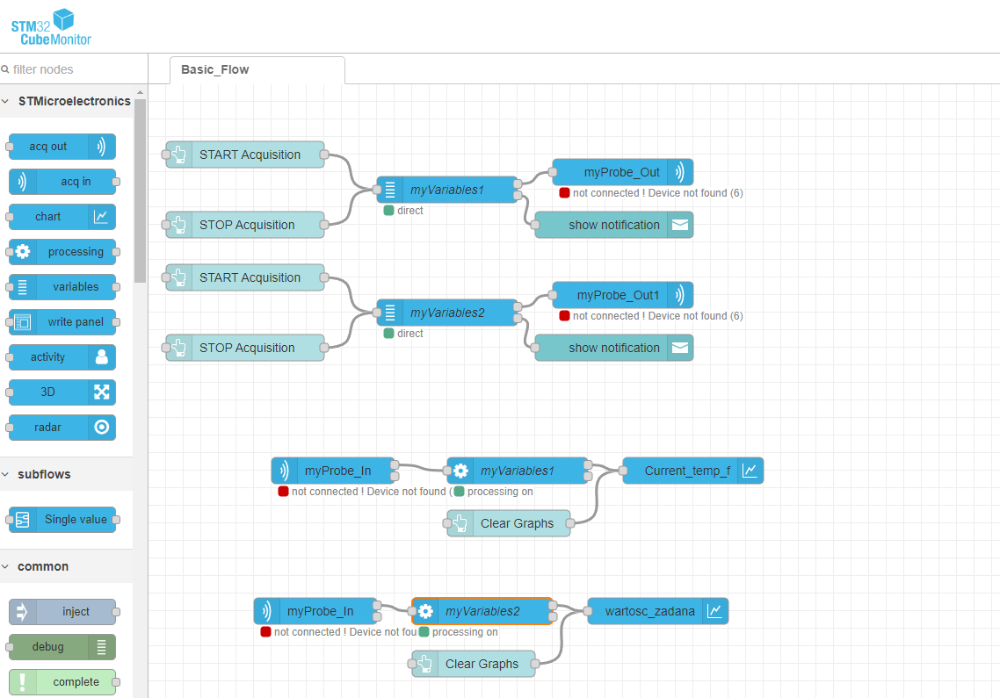 STM32
CubeMonitor
filter nodes
Basic_Flow
STMicroelectronics
acq out
acq in
chart
processing
variables
write panel
activity
3D
radar
subflows
Single value
common
inject
debug
complete
START Acquisition
myVariables1
direct
STOP Acquisition
myProbe_Out
not connected ! Device not found (6)
show notification
START Acquisition
myVariables2
direct
STOP Acquisition
myProbe_Out1
not connected ! Device not found (6)
show notification
myProbe_In
not connected ! Device not found (
myVariables1
processing on
Current_temp_f
Clear Graphs
myProbe_In
not connected ! Device not fou
myVariables2
processing on
wartosc_zadana
Clear Graphs